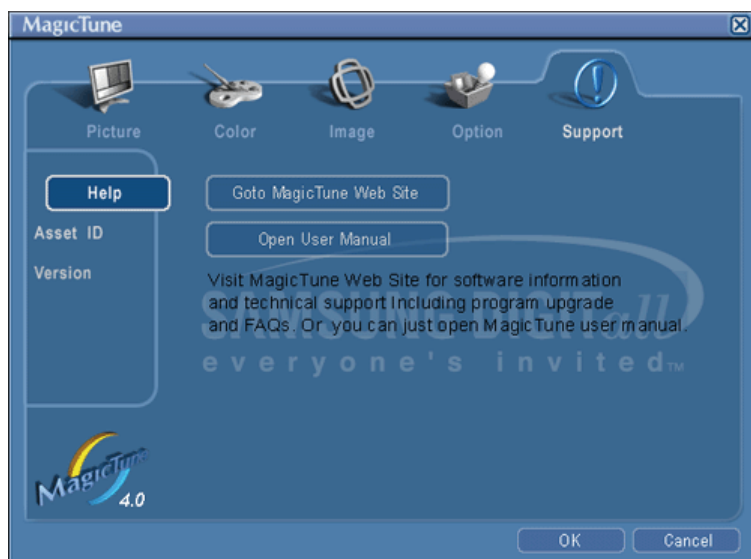 MagicTune
Picture
Color
Image
Option
Support
Help
Asset ID
Version
Goto MagicTune Web Site
Open User Manual
Visit MagicTune Web Site for software information
and technical support Including program upgrade
and FAQs. Or you can just open MagicTune user manual.
SAMSUNG DIGITall
everyone's invited™
MagicTune
4.0
OK
Cancel